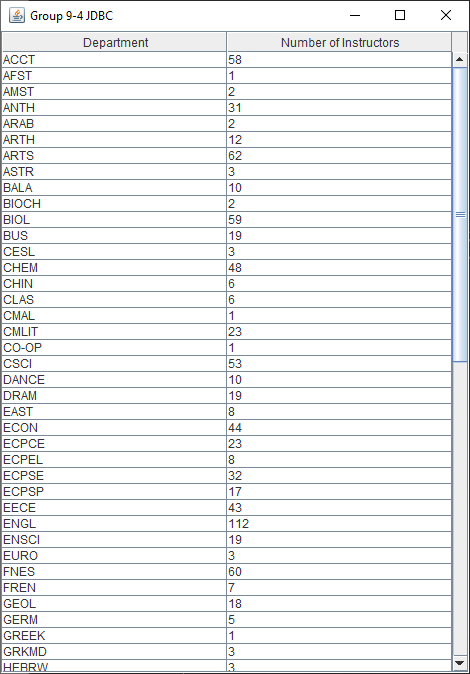 Group 9-4 JDBC
Department Number of Instructors
ACCT 58
AFST 1
AMST 2
ANTH 31
ARAB 2
ARTH 12
ARTS 62
ASTR 3
BALA 10
BIOCH 2
BIOL 59
BUS 19
CESL 3
CHEM 48
CHIN 6
CLAS 6
CMAL 1
CMLIT 23
CO-OP 1
CSCI 53
DANCE 10
DRAM 19
EAST 8
ECON 44
ECPCE 23
ECPEL 8
ECPSE 32
ECPSP 17
EECE 43
ENGL 112
ENSCI 19
EURO 3
FNES 60
FREN 7
GEOL 18
GERM 5
GREEK 1
GRKMD 3
HEBRW 3